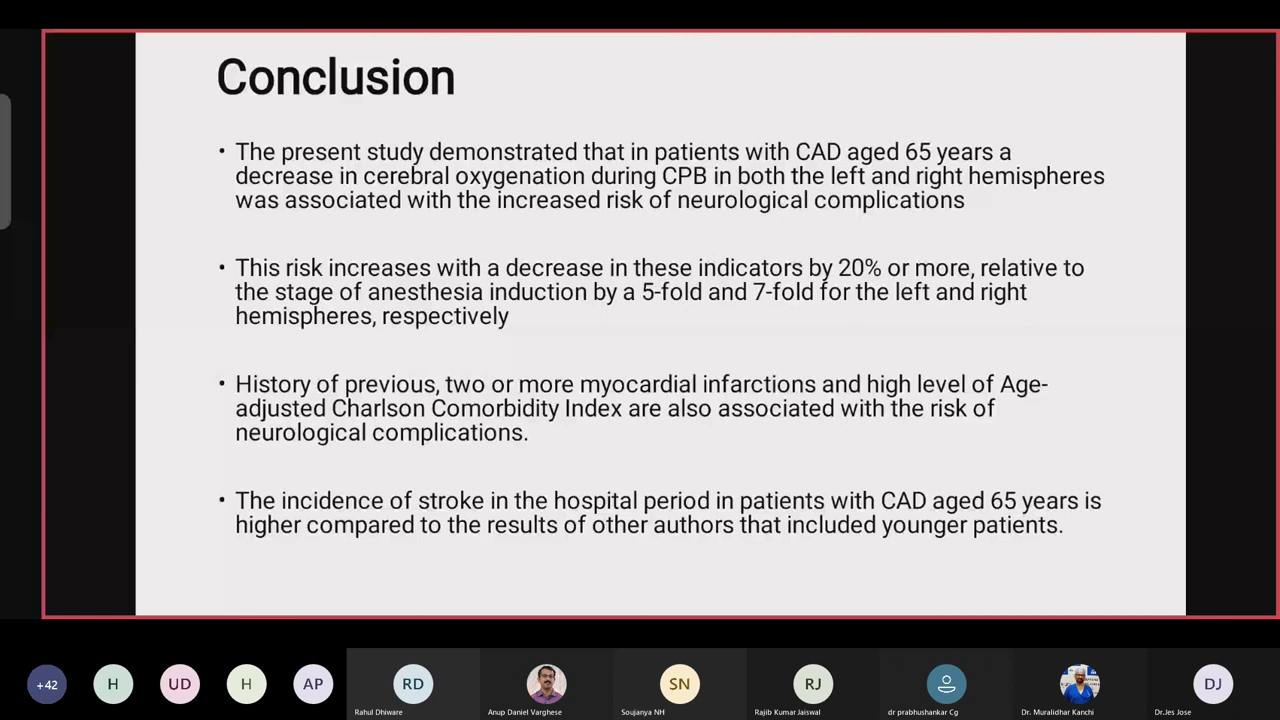 Conclusion
• The present study demonstrated that in patients with CAD aged 65 years a
decrease in cerebral oxygenation during CPB in both the left and right hemispheres
was associated with the increased risk of neurological complications
• This risk increases with a decrease in these indicators by 20% or more, relative to
the stage of anesthesia induction by a 5-fold and 7-fold for the left and right
hemispheres, respectively
• History of previous, two or more myocardial infarctions and high level of Age-
adjusted Charlson Comorbidity Index are also associated with the risk of
neurological complications.
• The incidence of stroke in the hospital period in patients with CAD aged 65 years is
higher compared to the results of other authors that included younger patients.
+42 H UD H AP RD SN RJ DJ
Rahul Dhiware Anup Daniel Varghese Soujanya NH Rajib Kumar Jaiswal dr prabhushankar Cg Dr. Muralidhar Kanchi Dr.Jes Jose